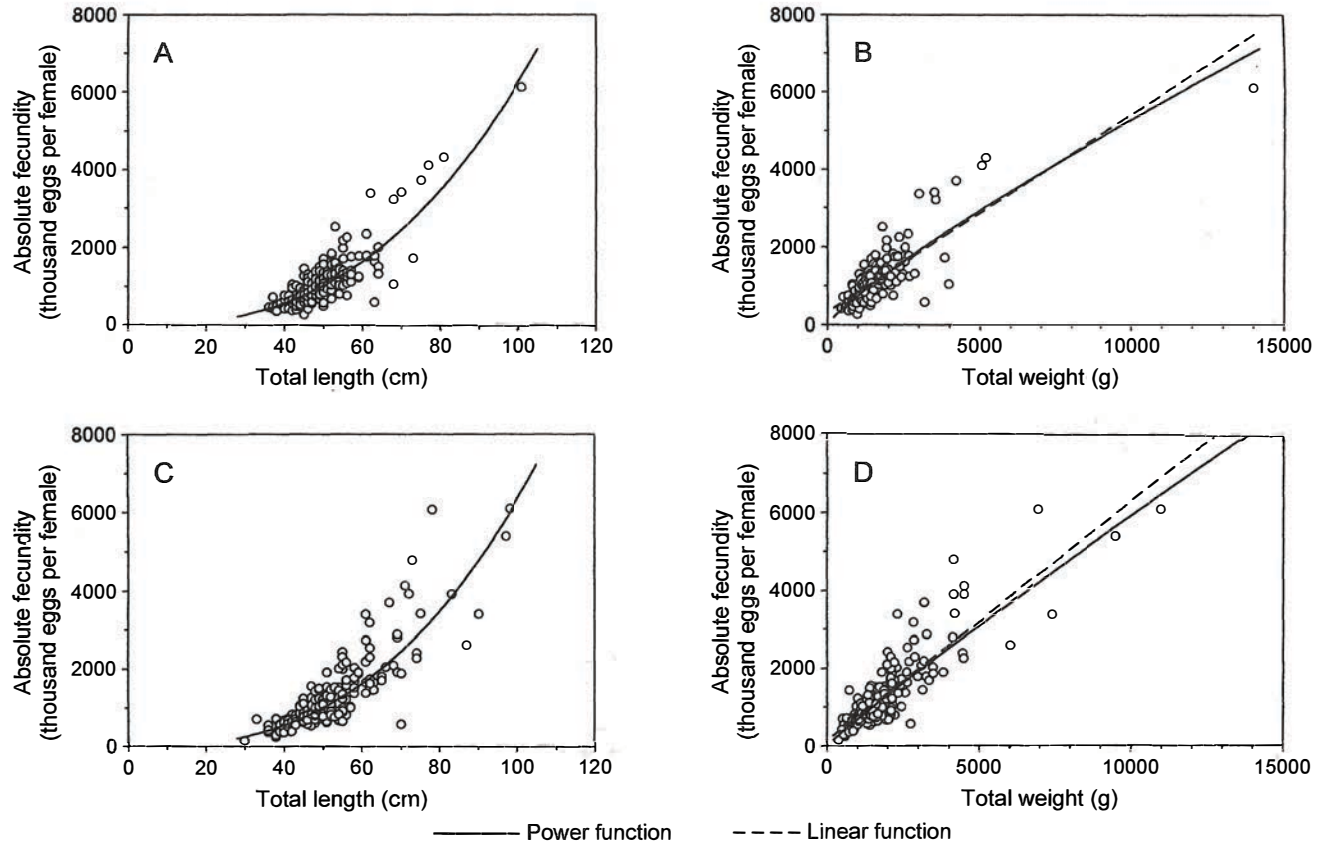 8000
6000
4000
2000
0
Absolute fecundity
(thousand eggs per female)
A
0 20 40 60 80 100 120
Total length (cm)
8000
6000
4000
2000
0
Absolute fecundity
(thousand eggs per female)
B
0 5000 10000 15000
Total weight (g)
8000
6000
4000
2000
0
Absolute fecundity
(thousand eggs per female)
C
0 20 40 60 80 100 120
Total length (cm)
8000
6000
4000
2000
0
Absolute fecundity
(thousand eggs per female)
D
0 5000 10000 15000
Total weight (g)
Power function
Linear function